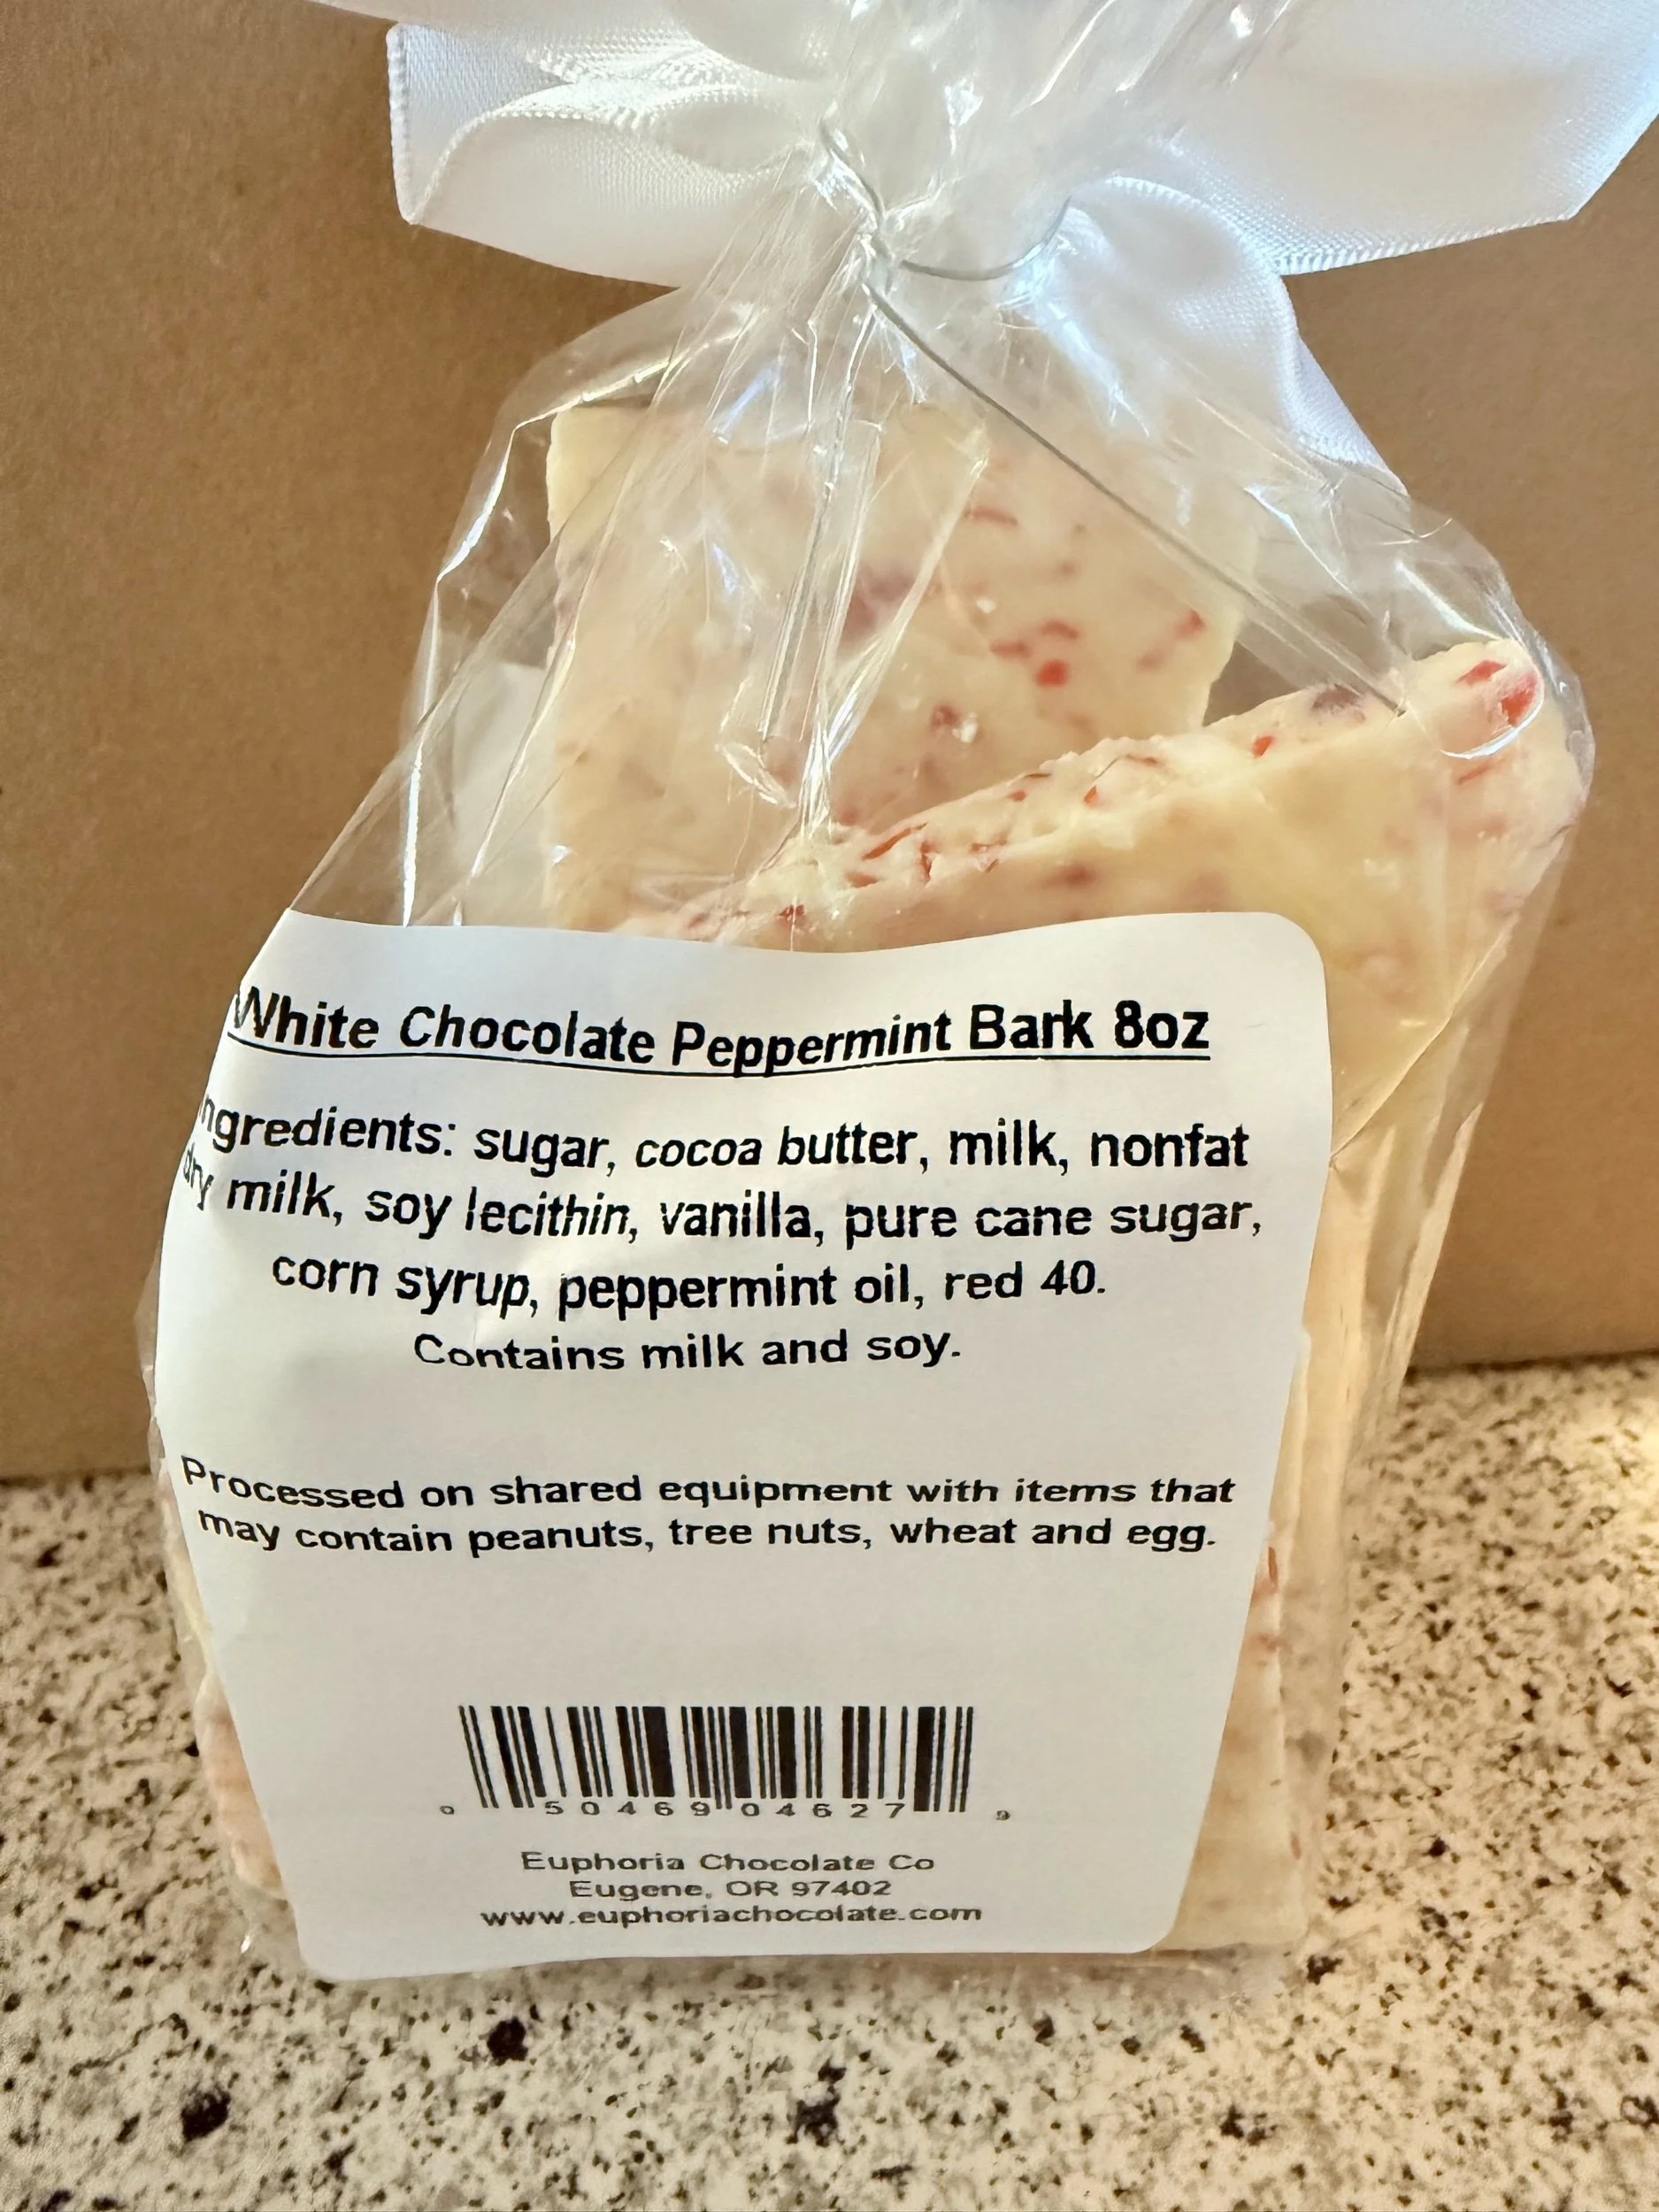 White Chocolate Peppermint Bark 8oz
ngredients: sugar, cocoa butter, milk, nonfat
dry milk, soy lecithin, vanilla, pure cane sugar,
corn syrup, peppermint oil, red 40.
Contains milk and soy.
Processed on shared equipment with items that
may contain peanuts, tree nuts, wheat and egg.
0 50469 04627 9
Euphoria Chocolate Co
Eugene, OR 97402
www.euphoriachocolate.com